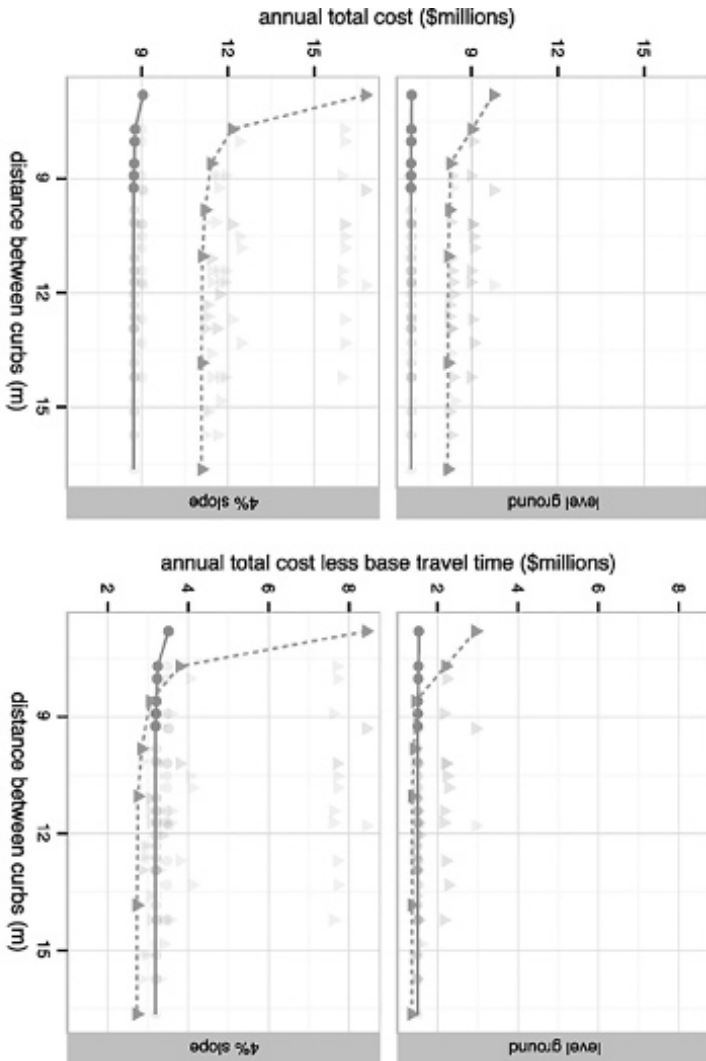 annual total cost ($millions)
9
12
15
9
12
15
distance between curbs (m)
9
12
15
4% slope
level ground
annual total cost less base travel time ($millions)
2
4
6
8
2
4
6
8
distance between curbs (m)
9
12
15
4% slope
level ground